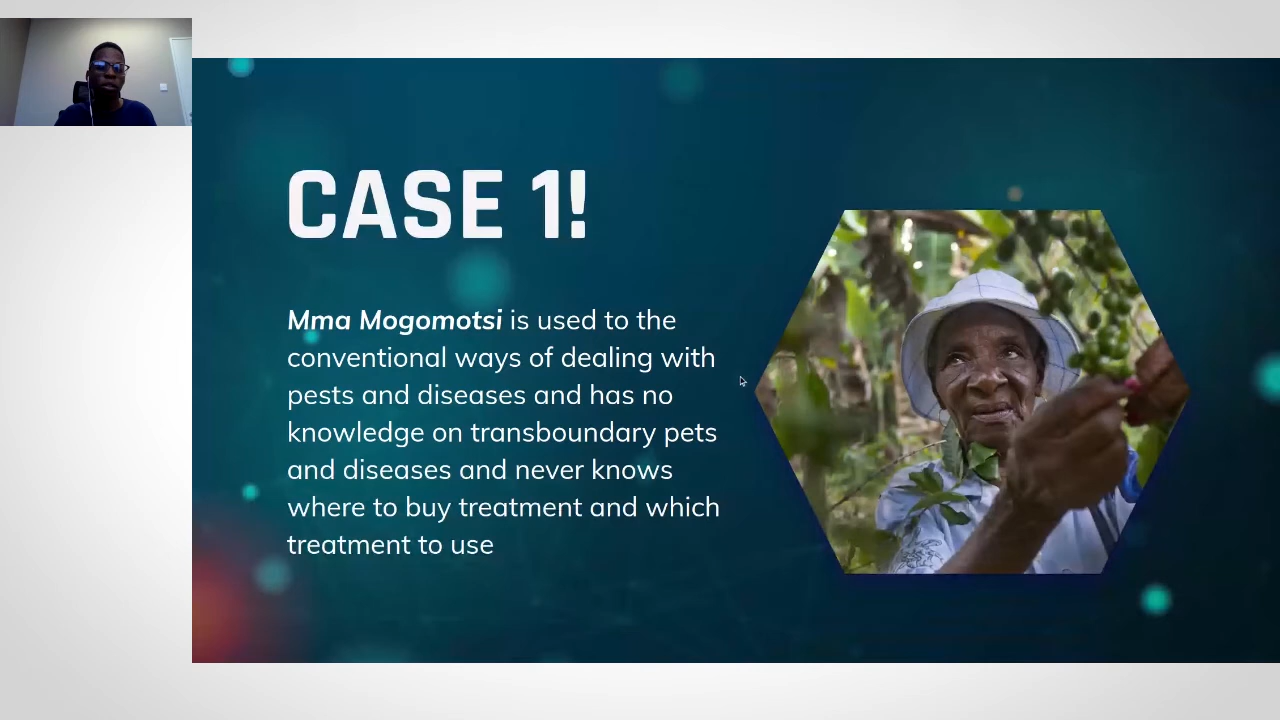 CASE 1!
Mma Mogomotsi is used to the
conventional ways of dealing with
pests and diseases and has no
knowledge on transboundary pets
and diseases and never knows
where to buy treatment and which
treatment to use